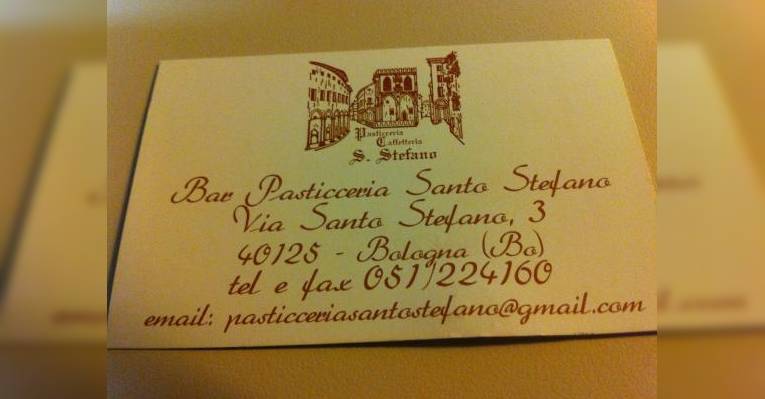 Pasticceria
Caffetteria
S. Stefano
Bar Pasticceria Santo Stefano
Via Santo Stefano, 3
40125 - Bologna (Bo)
tel e fax 051/224160
email: pasticceriasantostefano@gmail.com